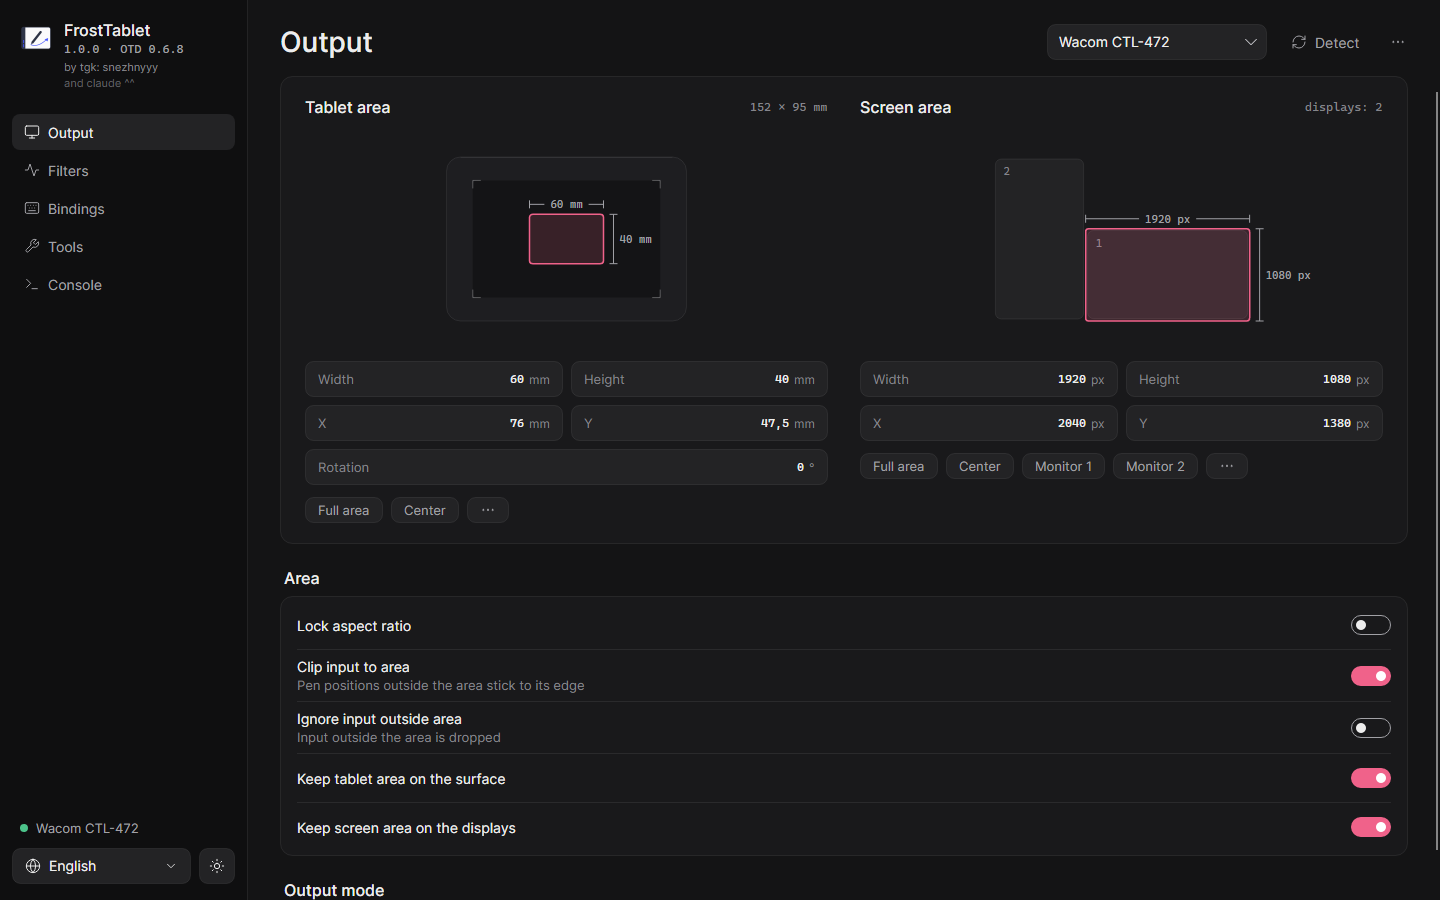 FrostTablet
1.0.0 · OTD 0.6.8
by tgk: snezhnyyy
and claude ^^
Output
Filters
Bindings
Tools
Console
Wacom CTL-472
English
Output
Wacom CTL-472
Detect
···
Tablet area
152 × 95 mm
60 mm
40 mm
Width
60 mm
Height
40 mm
X
76 mm
Y
47,5 mm
Rotation
0 °
Full area
Center
···
Screen area
displays: 2
2
1920 px
1
1080 px
Width
1920 px
Height
1080 px
X
2040 px
Y
1380 px
Full area
Center
Monitor 1
Monitor 2
···
Area
Lock aspect ratio
Clip input to area
Pen positions outside the area stick to its edge
Ignore input outside area
Input outside the area is dropped
Keep tablet area on the surface
Keep screen area on the displays
Output mode